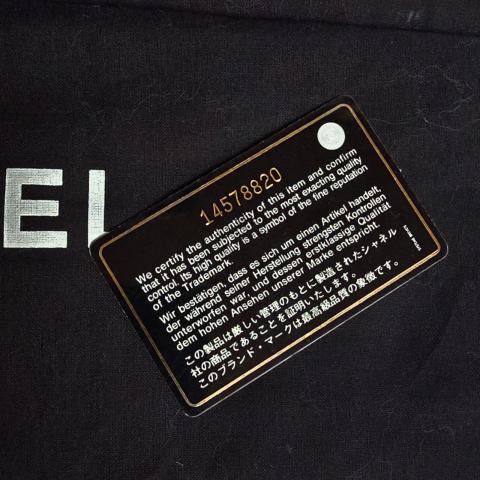 EL
14578820
We certify the authenticity of this item and confirm
that it has been subjected to the most exacting quality
control. Its high quality is a symbol of the fine reputation
of the Trademark.
Wir bestätigen, dass es sich um einen Artikel handelt,
der während seiner Herstellung strengsten Kontrollen
unterworfen war, und dessen erstklassige Qualität
dem hohen Ansehen unserer Marke entspricht.
この製品は厳しい管理のもとに製造されたシャネル
社の商品であることを証明いたします。
このブランド・マークは最高級品質の象徴です。